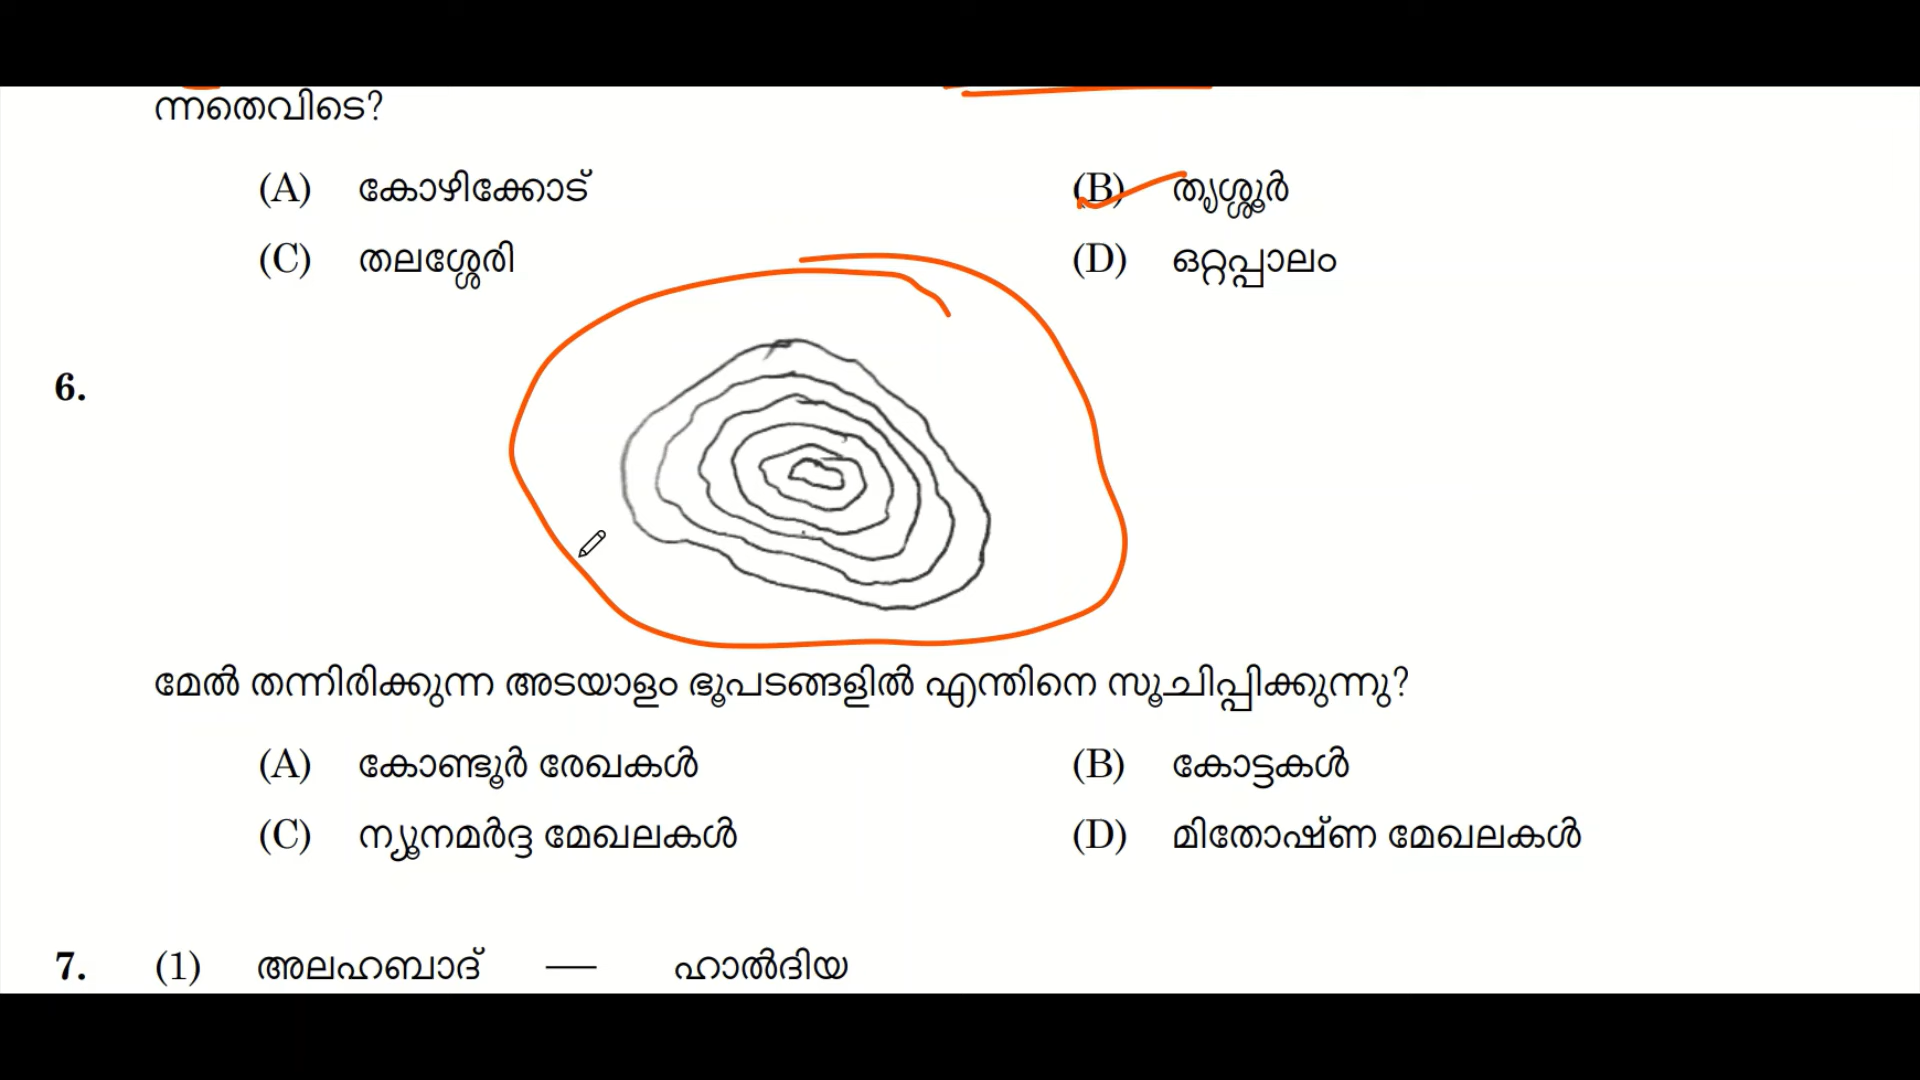 ന്നതെവിടെ?
(A) കോഴിക്കോട്
(B) തൃശ്ശൂർ
(C) തലശ്ശേരി
(D) ഒറ്റപ്പാലം
6.
മേൽ തന്നിരിക്കുന്ന അടയാളം ഭൂപടങ്ങളിൽ എന്തിനെ സൂചിപ്പിക്കുന്നു?
(A) കോണ്ടൂർ രേഖകൾ
(B) കോട്ടകൾ
(C) ന്യൂനമർദ്ദ മേഖലകൾ
(D) മിതോഷ്ണ മേഖലകൾ
7. (1) അലഹബാദ് — ഹാൽദിയ